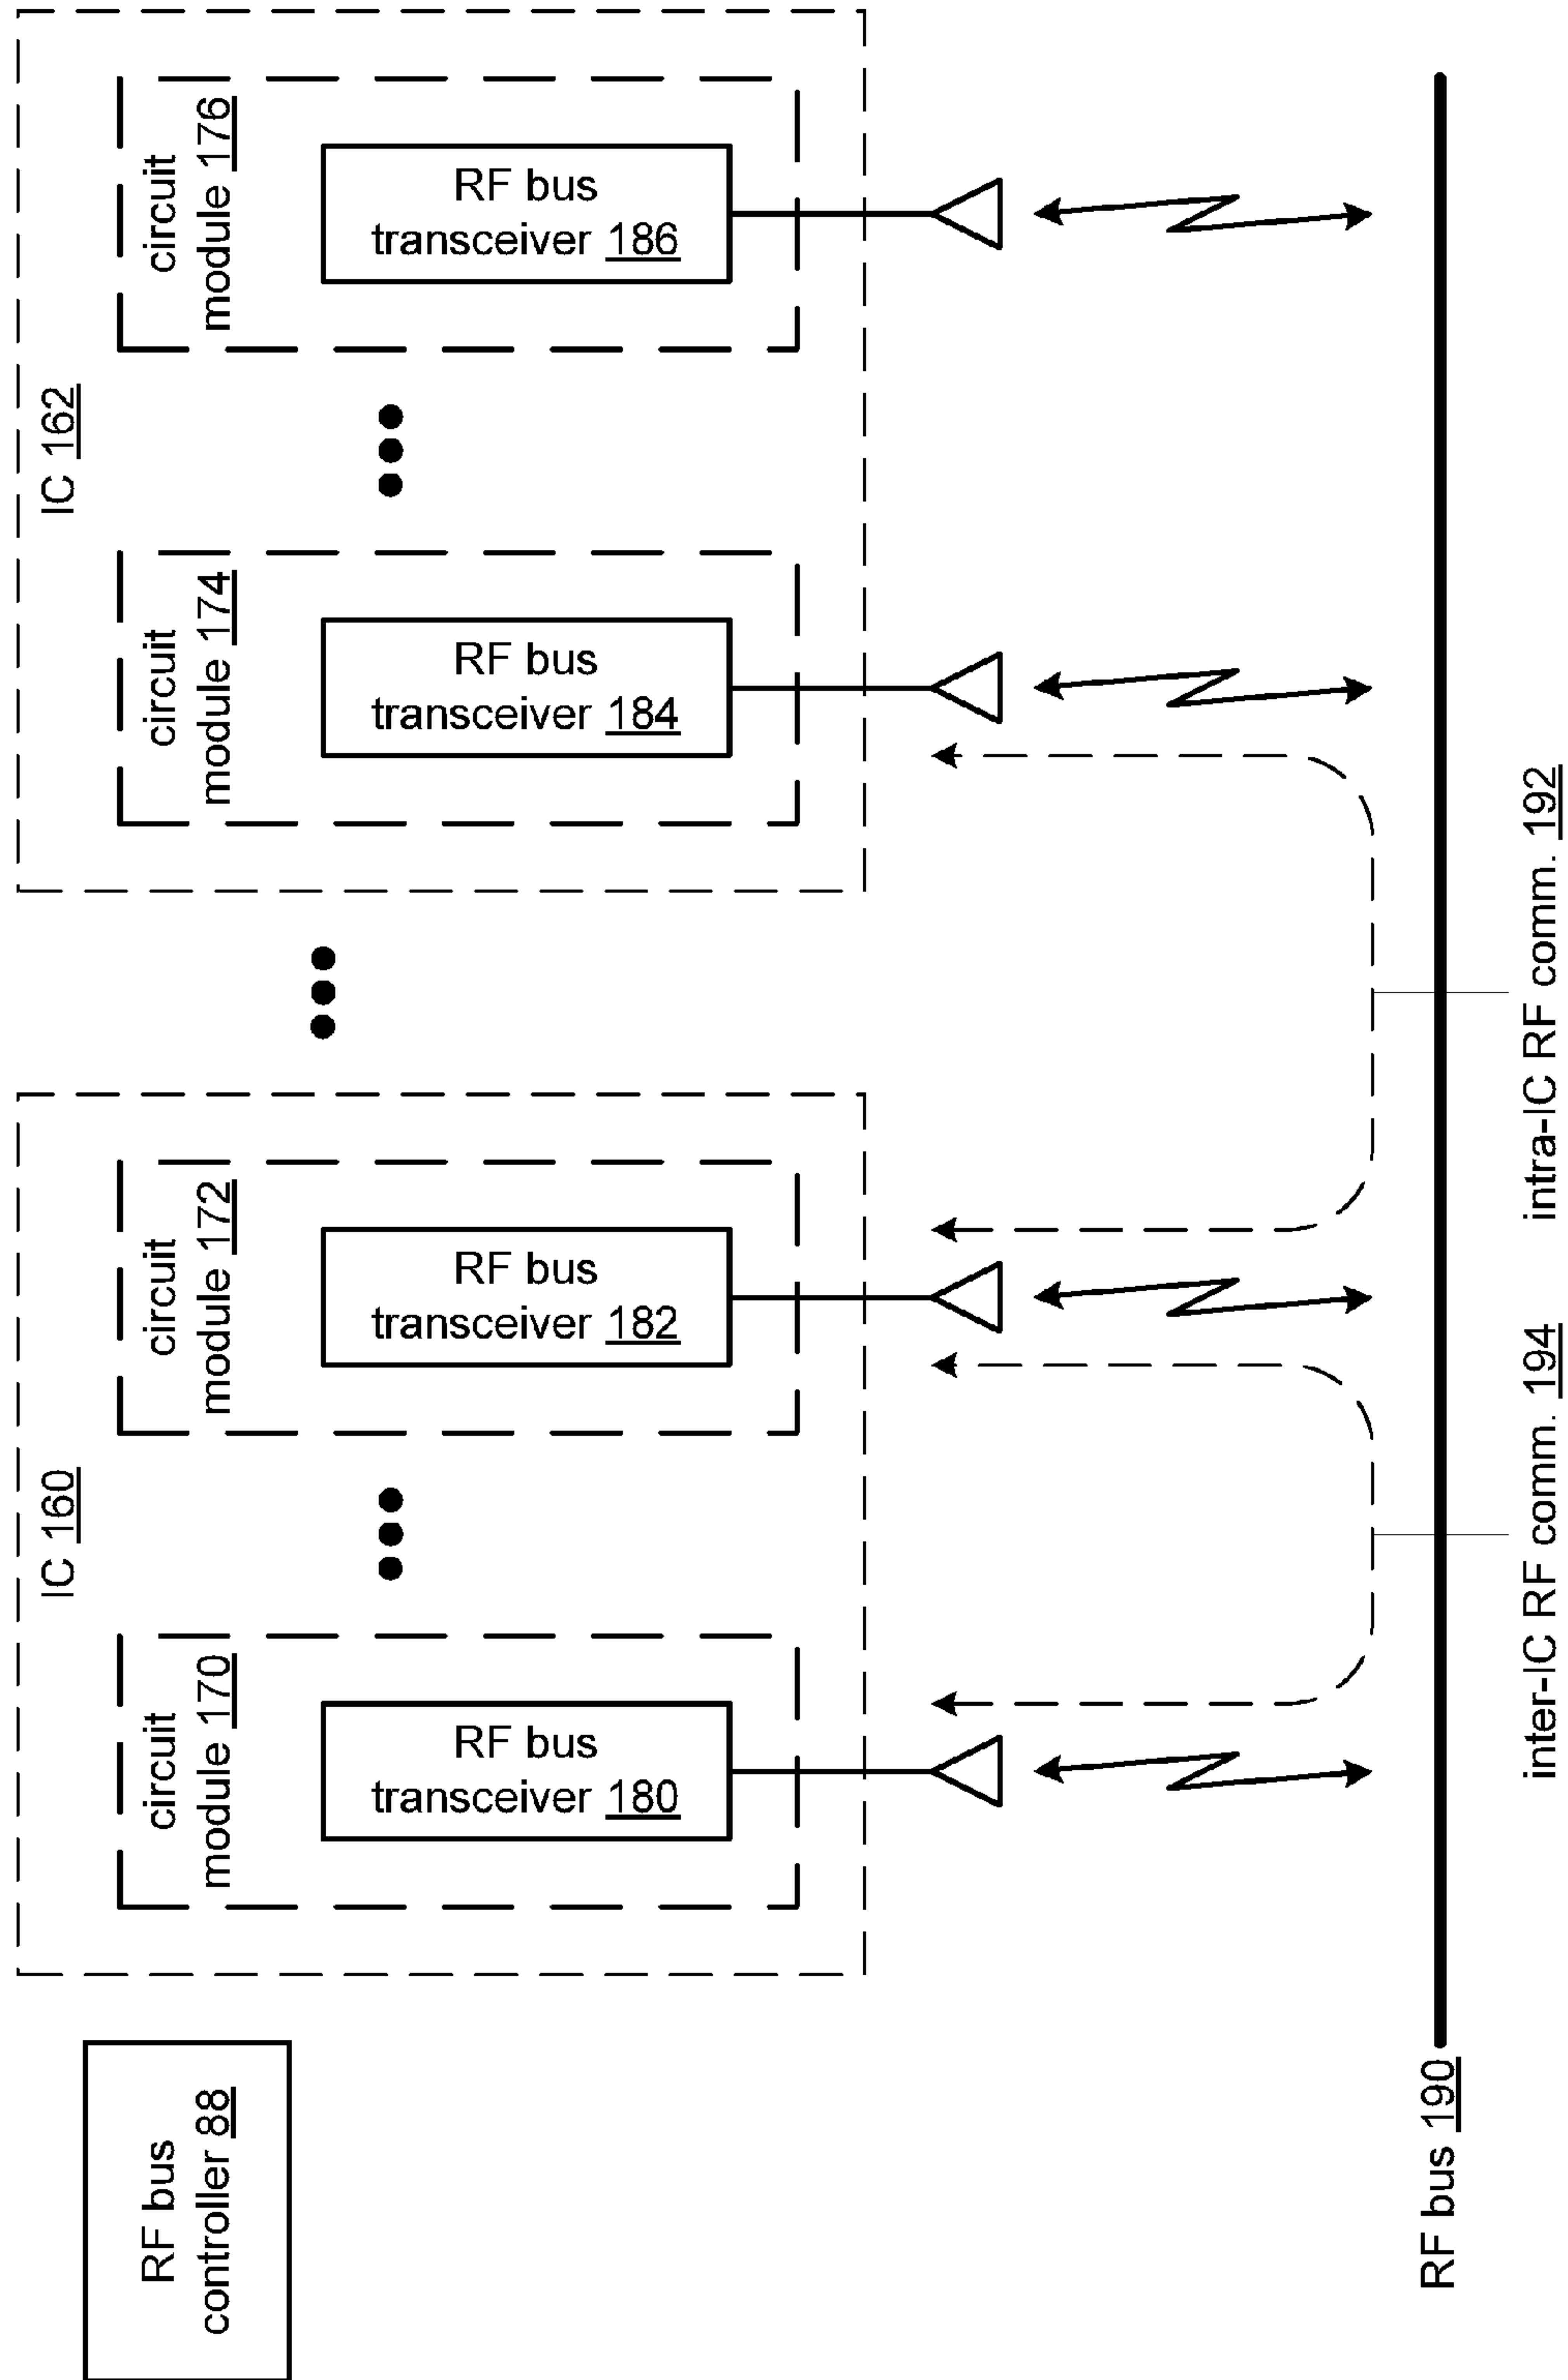 RF bus
controller 88
IC 160
circuit
module 170
RF bus
transceiver 180
circuit
module 172
RF bus
transceiver 182
IC 162
circuit
module 174
RF bus
transceiver 184
circuit
module 176
RF bus
transceiver 186
RF bus 190
inter-IC RF comm. 194
intra-IC RF comm. 192